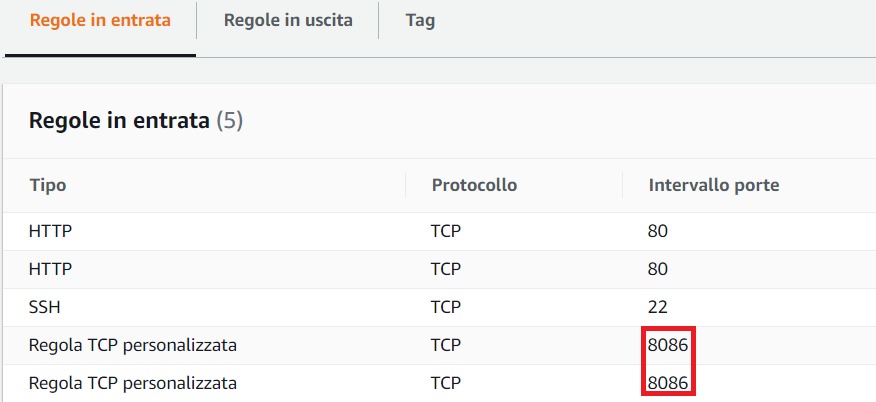 Regole in entrata Regole in uscita Tag
Regole in entrata (5)
Tipo Protocollo Intervallo porte
HTTP TCP 80
HTTP TCP 80
SSH TCP 22
Regola TCP personalizzata TCP 8086
Regola TCP personalizzata TCP 8086